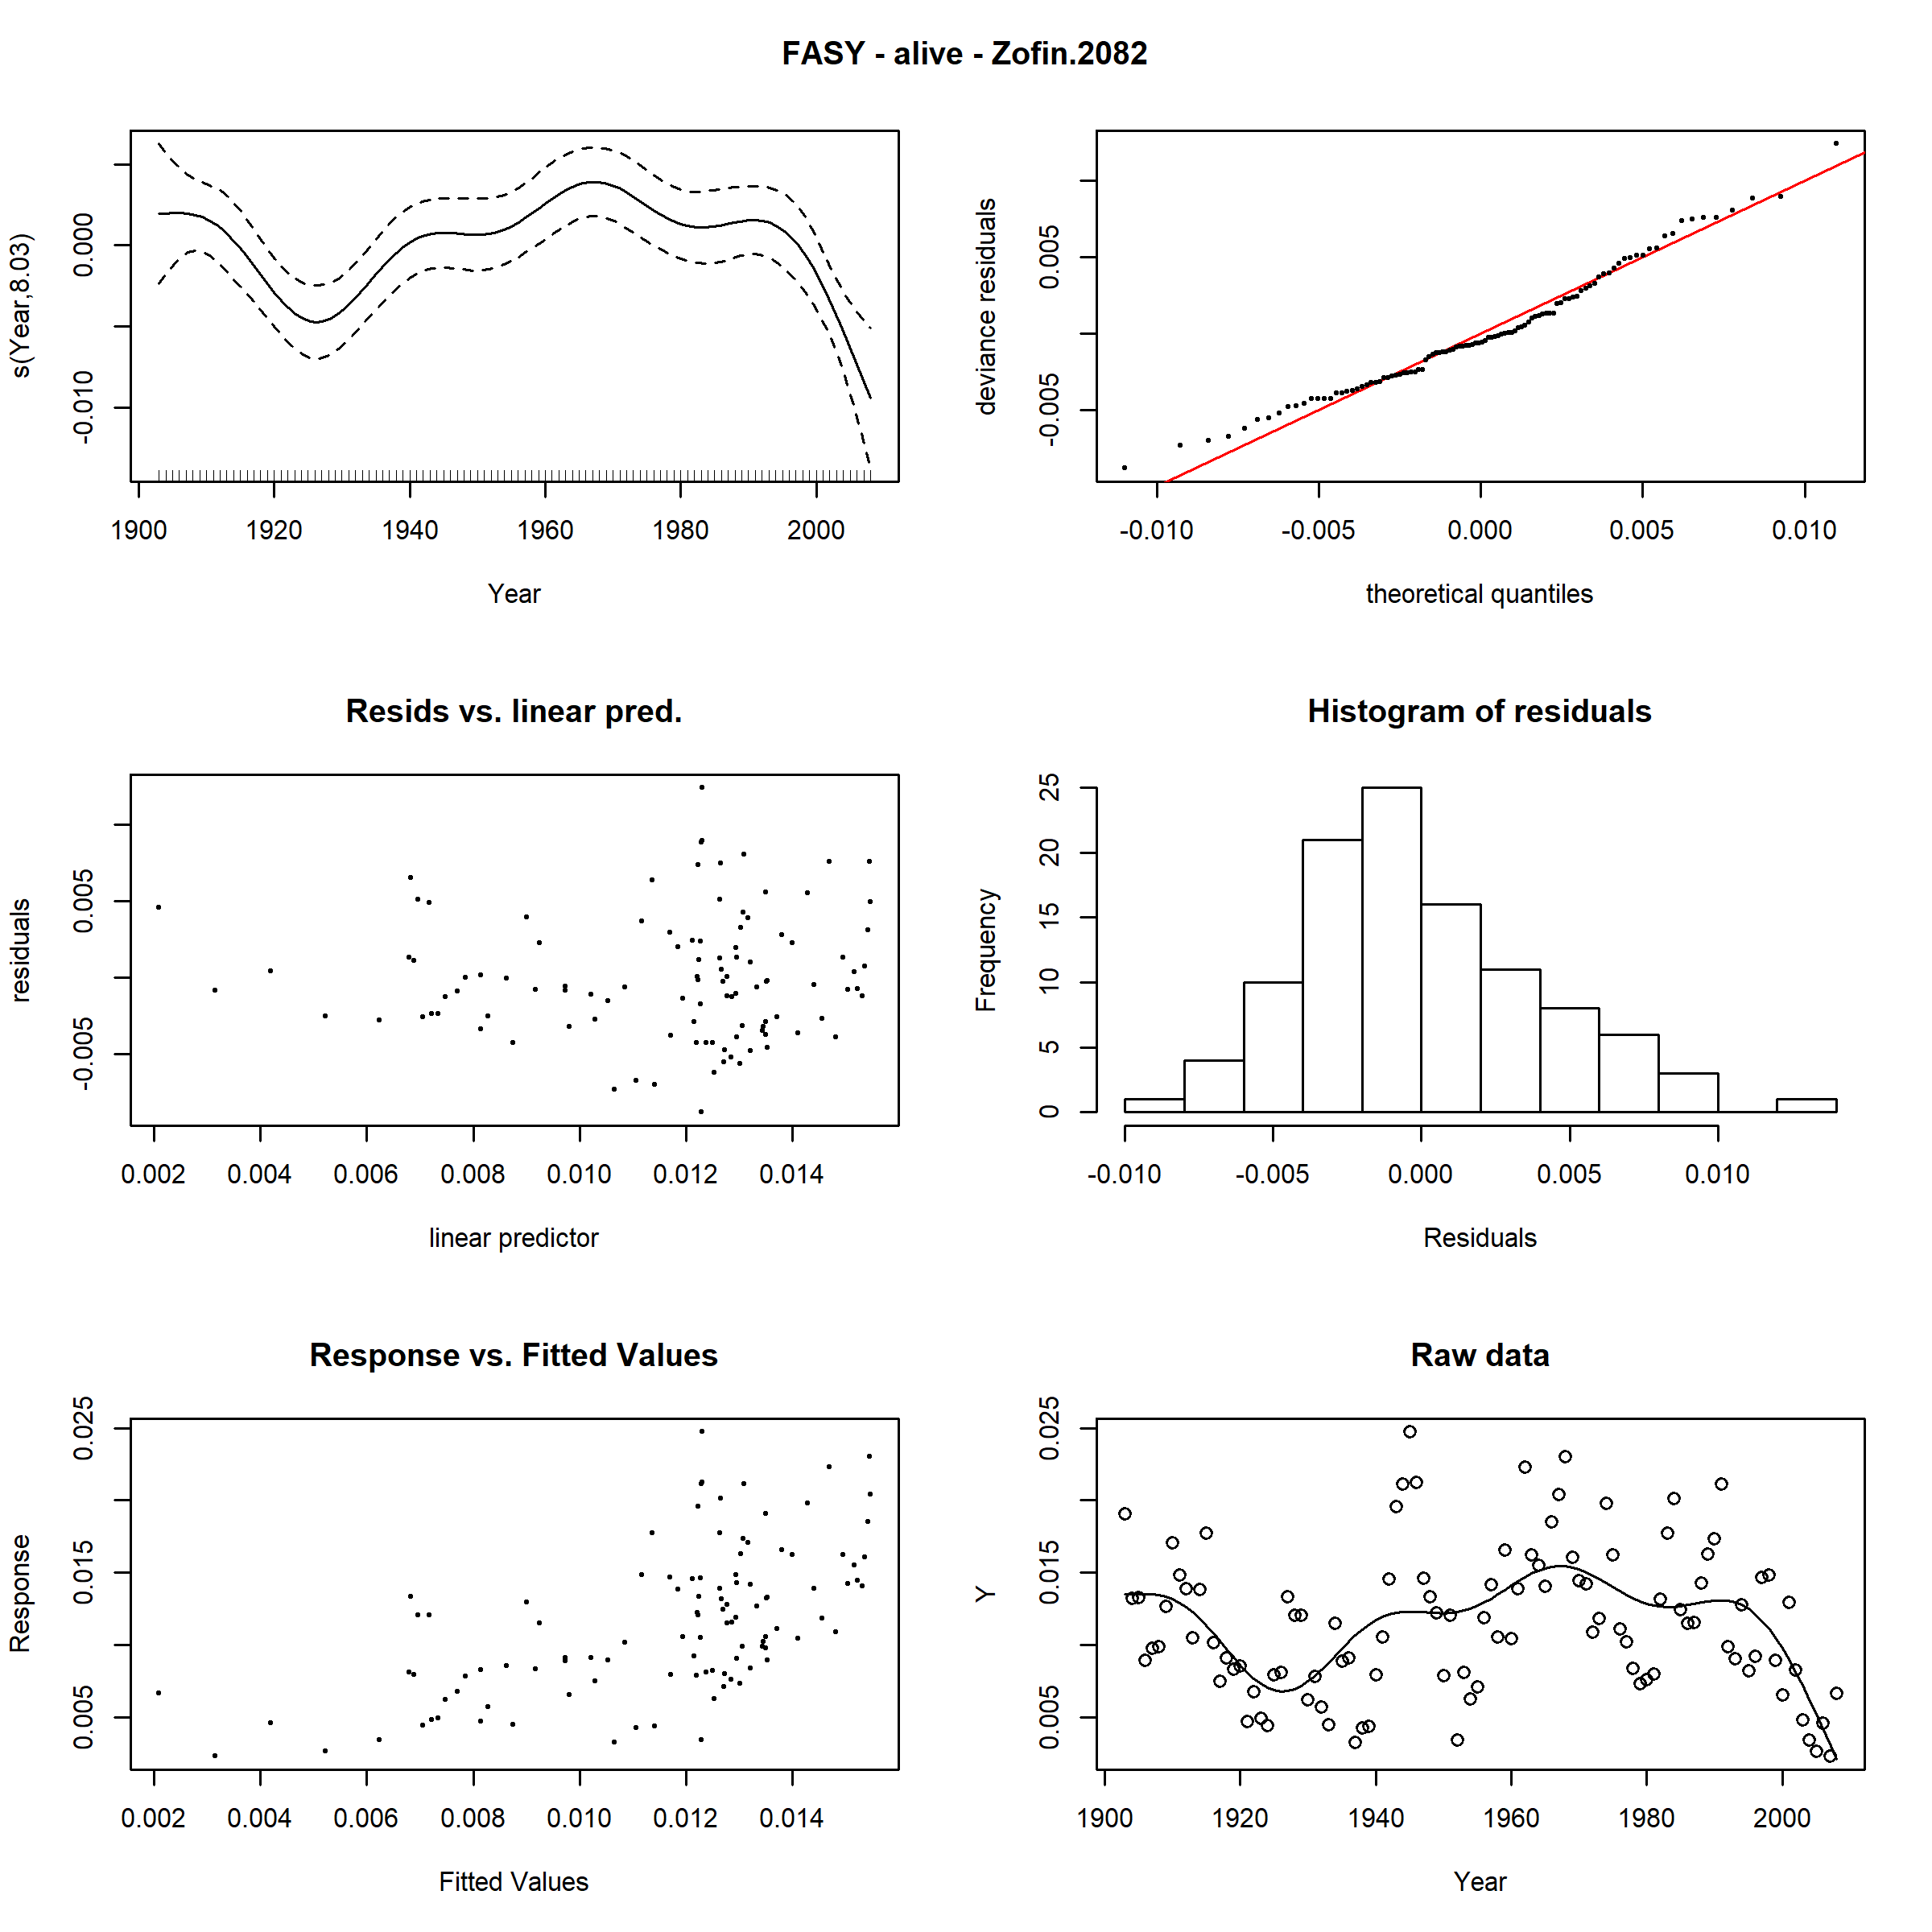 FASY - alive - Zofin.2082
s(Year,8.03)
-0.010 0.000
1900 1920 1940 1960 1980 2000
Year
deviance residuals
-0.005 0.005
-0.010 -0.005 0.000 0.005 0.010
theoretical quantiles
Resids vs. linear pred.
residuals
-0.005 0.005
0.002 0.004 0.006 0.008 0.010 0.012 0.014
linear predictor
Histogram of residuals
Frequency
0 5 10 15 20 25
-0.010 -0.005 0.000 0.005 0.010
Residuals
Response vs. Fitted Values
Response
0.005 0.015 0.025
0.002 0.004 0.006 0.008 0.010 0.012 0.014
Fitted Values
Raw data
Y
0.005 0.015 0.025
1900 1920 1940 1960 1980 2000
Year